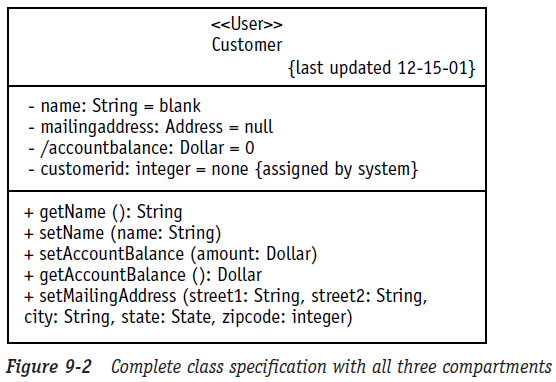 <<User>>
Customer
{last updated 12-15-01}
- name: String = blank
- mailingaddress: Address = null
- /accountbalance: Dollar = 0
- customerid: integer = none {assigned by system}
+ getName (): String
+ setName (name: String)
+ setAccountBalance (amount: Dollar)
+ getAccountBalance (): Dollar
+ setMailingAddress (street1: String, street2: String,
city: String, state: State, zipcode: integer)
Figure 9-2 Complete class specification with all three compartments